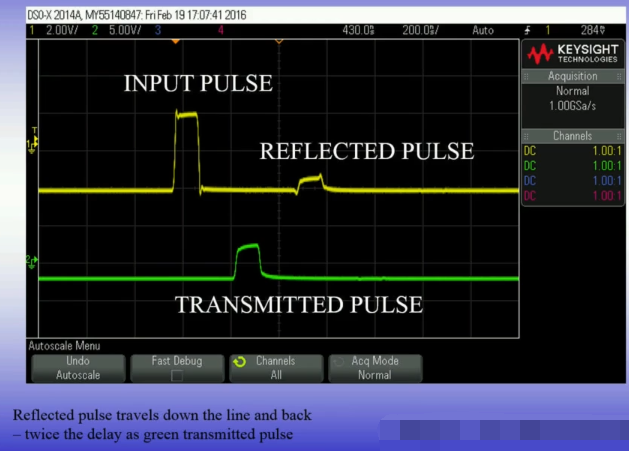 DSO-X 2014A, MY55140847: Fri Feb 19 17:07:41 2016
1 2.00V/ 2 5.00V/ 3 4 430.0s 200.0s/ Auto 1 284
KEYSIGHT
TECHNOLOGIES
Acquisition
Normal
1.00GSa/s
Channels
DC 1.00:1
DC 1.00:1
DC 1.00:1
DC 1.00:1
INPUT PULSE
REFLECTED PULSE
T
1
2
TRANSMITTED PULSE
Autoscale Menu
Undo
Autoscale
Fast Debug
Channels
All
Acq Mode
Normal
Reflected pulse travels down the line and back
– twice the delay as green transmitted pulse